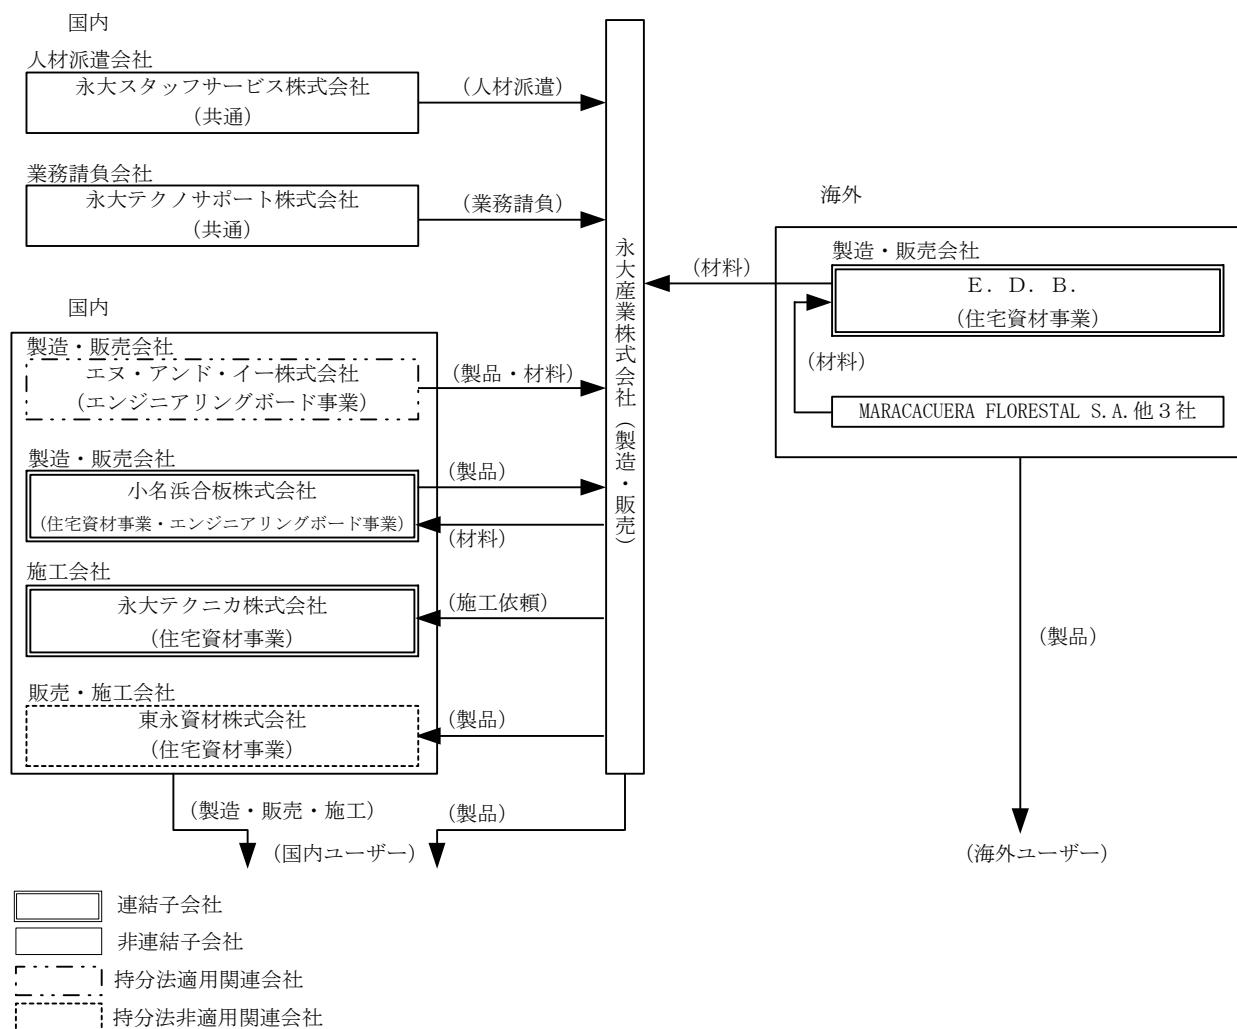 国内
人材派遣会社
永大スタッフサービス株式会社
(共通)
(人材派遣)
業務請負会社
永大テクノサポート株式会社
(共通)
(業務請負)
国内
製造・販売会社
エヌ・アンド・イー株式会社
(エンジニアリングボード事業)
(製品・材料)
製造・販売会社
小名浜合板株式会社
(住宅資材事業・エンジニアリングボード事業)
(製品)
(材料)
施工会社
永大テクニカ株式会社
(住宅資材事業)
(施工依頼)
販売・施工会社
東永資材株式会社
(住宅資材事業)
(製品)
永大産業株式会社(製造・販売)
海外
製造・販売会社
E.D.B.
(住宅資材事業)
(材料)
(材料)
MARACACUERA FLORESTAL S.A.他3社
(製品)
(製造・販売・施工)
(製品)
(国内ユーザー)
(海外ユーザー)
連結子会社
非連結子会社
持分法適用関連会社
持分法非適用関連会社